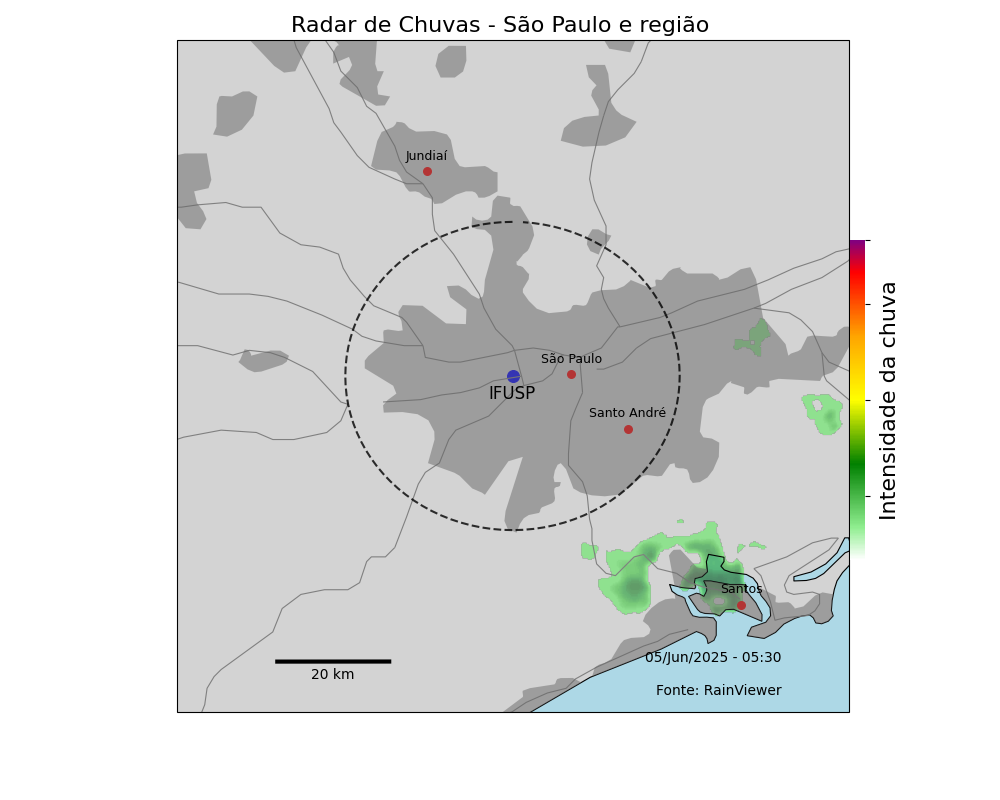 Radar de Chuvas - São Paulo e região
Jundiaí
São Paulo
IFUSP
Santo André
Intensidade da chuva
Santos
05/Jun/2025 - 05:30
20 km
Fonte: RainViewer